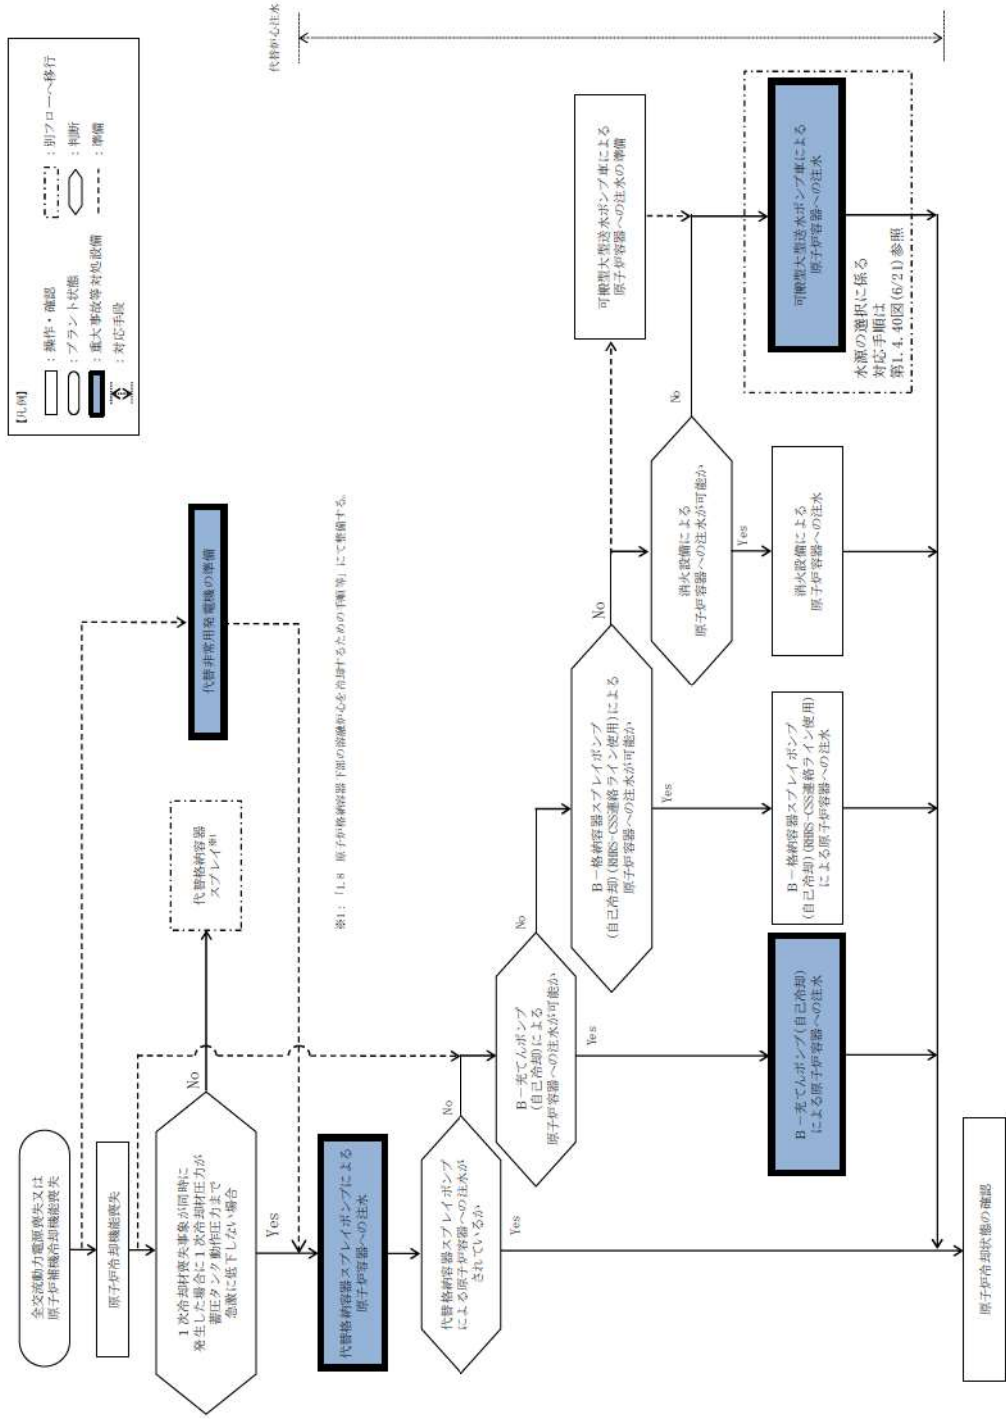 【凡例】
：操作・確認
：プラント状態
：重大事故等対処設備
：対応手段
：別フローへ移行
：判断
：準備
代替炉心注水
全交流動力電源喪失又は
原子炉補機冷却機能喪失
原子炉冷却機能喪失
1次冷却材喪失事象が同時に
発生した場合に1次冷却材圧力が
蓄圧タンク動作圧力まで
急激に低下しない場合
No
代替格納容器
スプレイ※1
代替非常用発電機の準備
Yes
代替格納容器スプレイポンプによる
原子炉容器への注水
代替格納容器スプレイポンプ
による原子炉容器への注水が
されているか
No
Yes
B－充てんポンプ
(自己冷却)による
原子炉容器への注水が可能か
No
Yes
B－格納容器スプレイポンプ
(自己冷却)(RHRS-CSS連絡ライン使用)による
原子炉容器への注水が可能か
No
Yes
消火設備による
原子炉容器への注水が可能か
No
Yes
可搬型大型送水ポンプ車による
原子炉容器への注水の準備
B－充てんポンプ(自己冷却)
による原子炉容器への注水
B－格納容器スプレイポンプ
(自己冷却)(RHRS-CSS連絡ライン使用)
による原子炉容器への注水
消火設備による
原子炉容器への注水
可搬型大型送水ポンプ車による
原子炉容器への注水
水源の選択に係る
対応手順は
第1.4.40図(6/21)参照
原子炉冷却状態の確認
※1：「1.8 原子炉格納容器下部の溶融炉心を冷却するための手順等」にて整備する。